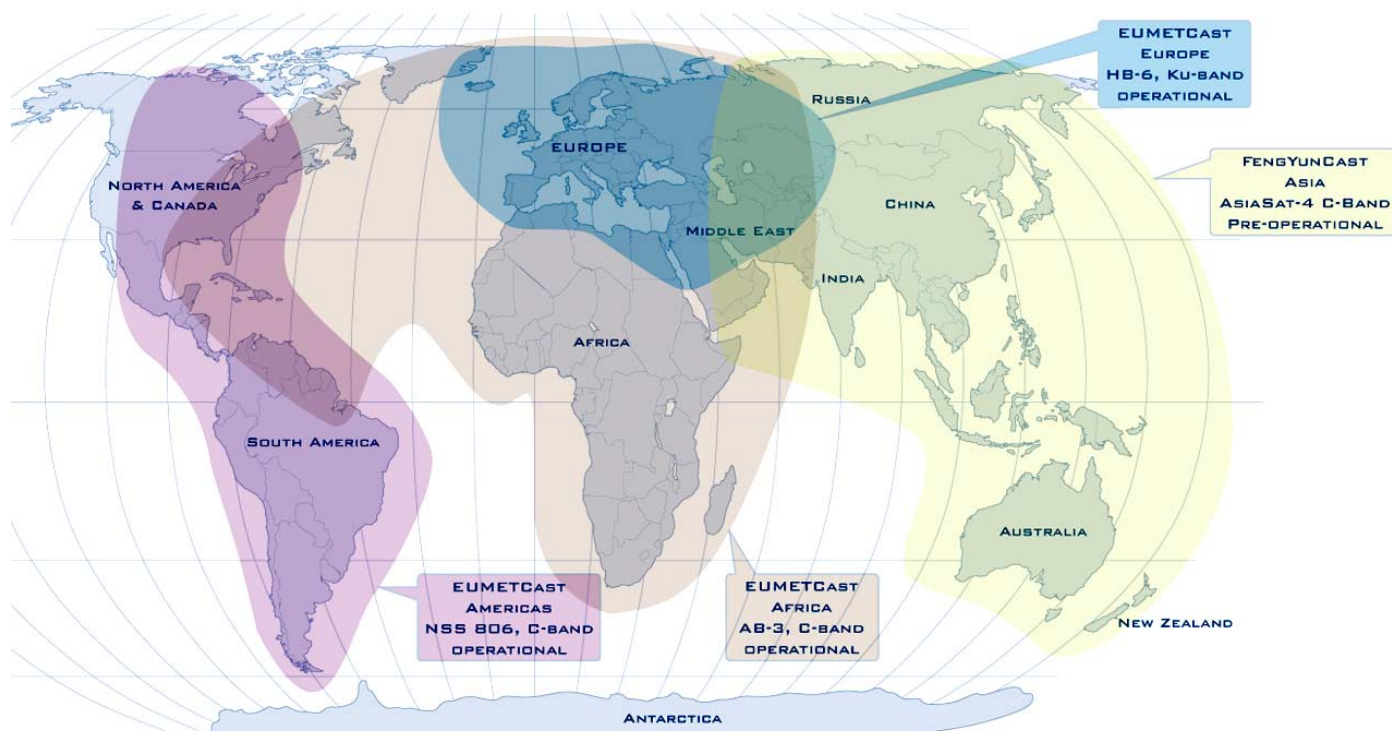 EUMETCast
Europe
HB-6, Ku-band
operational
Russia
Europe
FengYunCast
Asia
AsiaSat-4 C-Band
Pre-operational
North America
& Canada
China
Middle East
India
Africa
South America
Australia
EUMETCast
Americas
NSS 806, C-band
operational
EUMETCast
Africa
AB-3, C-band
operational
New Zealand
Antarctica